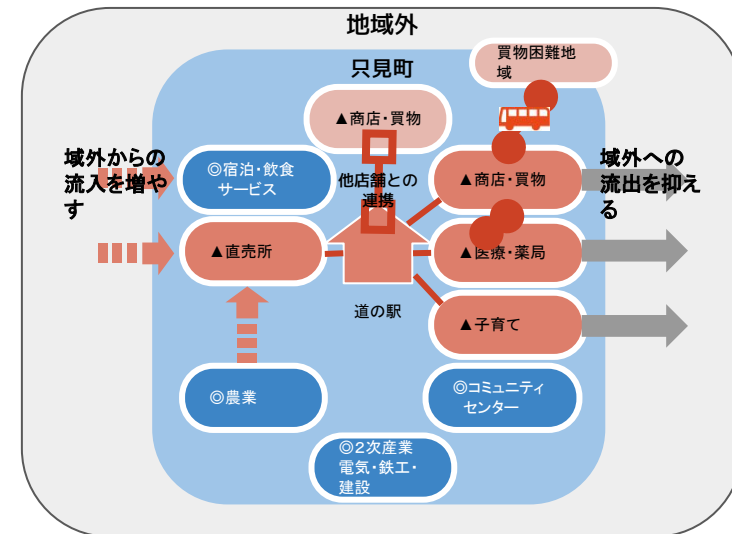 地域外
只見町
買物困難地
域
▲商店・買物
域外からの
流入を増や
す
◎宿泊・飲食
サービス
他店舗との
連携
▲商店・買物
域外への
流出を抑え
る
▲直売所
▲医療・薬局
道の駅
▲子育て
◎農業
◎コミュニティ
センター
◎2次産業
電気・鉄工・
建設